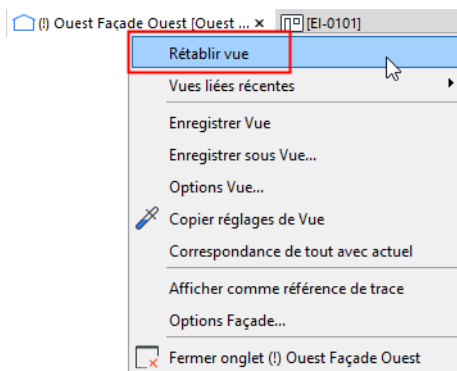 (!) Ouest Façade Ouest [Ouest ... × [EI-0101]
Rétablir vue
Vues liées récentes
Enregistrer Vue
Enregistrer sous Vue...
Options Vue...
Copier réglages de Vue
Correspondance de tout avec actuel
Afficher comme référence de trace
Options Façade...
Fermer onglet (!) Ouest Façade Ouest